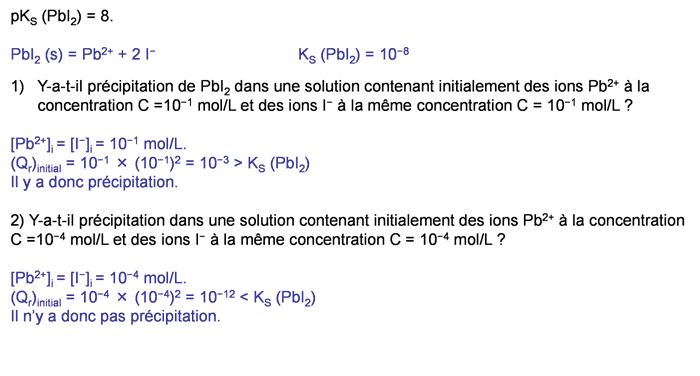 pKₛ (PbI₂) = 8.
PbI₂ (s) = Pb²⁺ + 2 I⁻ Kₛ (PbI₂) = 10⁻⁸
1) Y-a-t-il précipitation de PbI₂ dans une solution contenant initialement des ions Pb²⁺ à la
concentration C =10⁻¹ mol/L et des ions I⁻ à la même concentration C = 10⁻¹ mol/L ?
[Pb²⁺]ᵢ = [I⁻]ᵢ = 10⁻¹ mol/L.
(Qᵣ)initial = 10⁻¹ × (10⁻¹)² = 10⁻³ > Kₛ (PbI₂)
Il y a donc précipitation.
2) Y-a-t-il précipitation dans une solution contenant initialement des ions Pb²⁺ à la concentration
C =10⁻⁴ mol/L et des ions I⁻ à la même concentration C = 10⁻⁴ mol/L ?
[Pb²⁺]ᵢ = [I⁻]ᵢ = 10⁻⁴ mol/L.
(Qᵣ)initial = 10⁻⁴ × (10⁻⁴)² = 10⁻¹² < Kₛ (PbI₂)
Il n'y a donc pas précipitation.